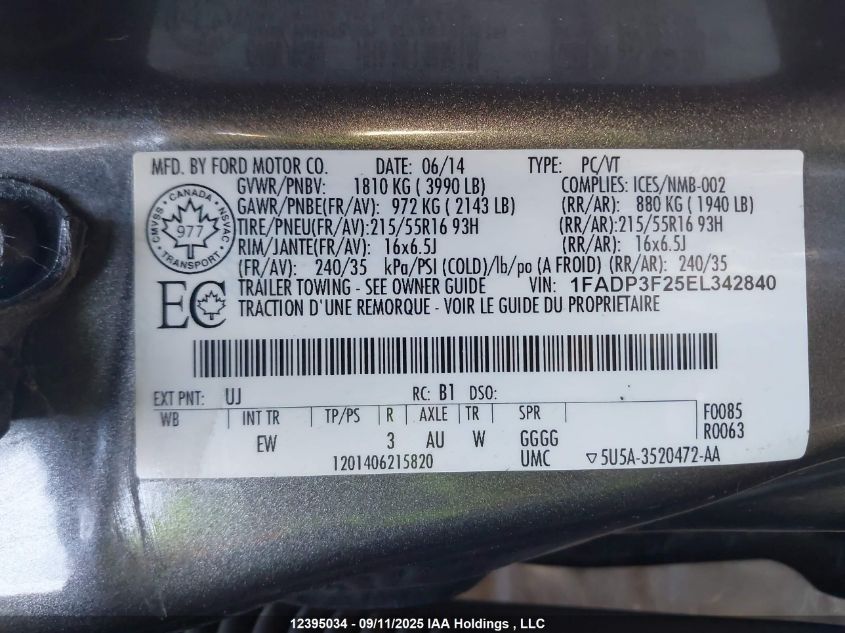 MFD. BY FORD MOTOR CO. DATE: 06/14 TYPE: PC/VT
GVWR/PNBV: 1810 KG ( 3990 LB) COMPLIES: ICES/NMB-002
GAWR/PNBE(FR/AV): 972 KG ( 2143 LB) (RR/AR): 880 KG ( 1940 LB)
TIRE/PNEU(FR/AV):215/55R16 93H (RR/AR):215/55R16 93H
RIM/JANTE(FR/AV): 16x6.5J (RR/AR): 16x6.5J
(FR/AV): 240/35 kPa/PSI (COLD)/lb/po (A FROID) (RR/AR): 240/35
TRAILER TOWING - SEE OWNER GUIDE VIN: 1FADP3F25EL342840
TRACTION D'UNE REMORQUE - VOIR LE GUIDE DU PROPRIETAIRE
CANADA
CMVSS 977 NSVAC
TRANSPORT
EC
EXT PNT: UJ RC: B1 DSO:
WB INT TR TP/PS R AXLE TR SPR F0085
R0063
EW 3 AU W GGGG
1201406215820 UMC ▽5U5A-3520472-AA
12395034 - 09/11/2025 IAA Holdings , LLC